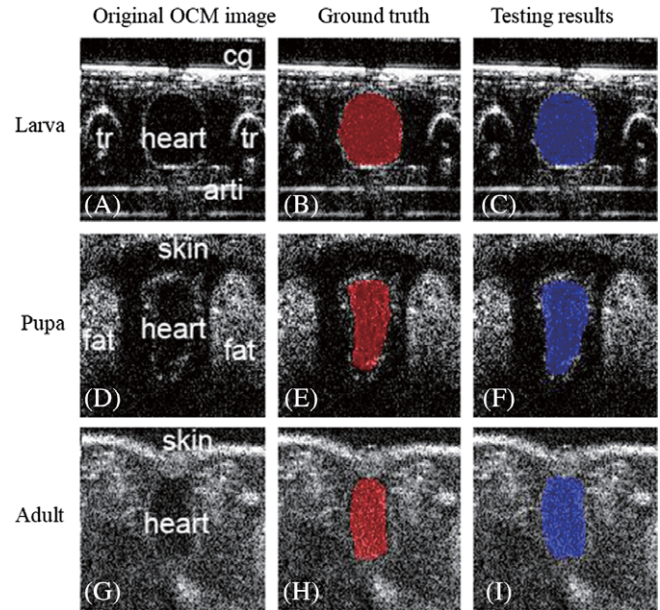 Original OCM image Ground truth Testing results
cg
Larva
tr heart tr
arti
(A) (B) (C)
skin
Pupa
heart
fat fat
(D) (E) (F)
skin
Adult
heart
(G) (H) (I)